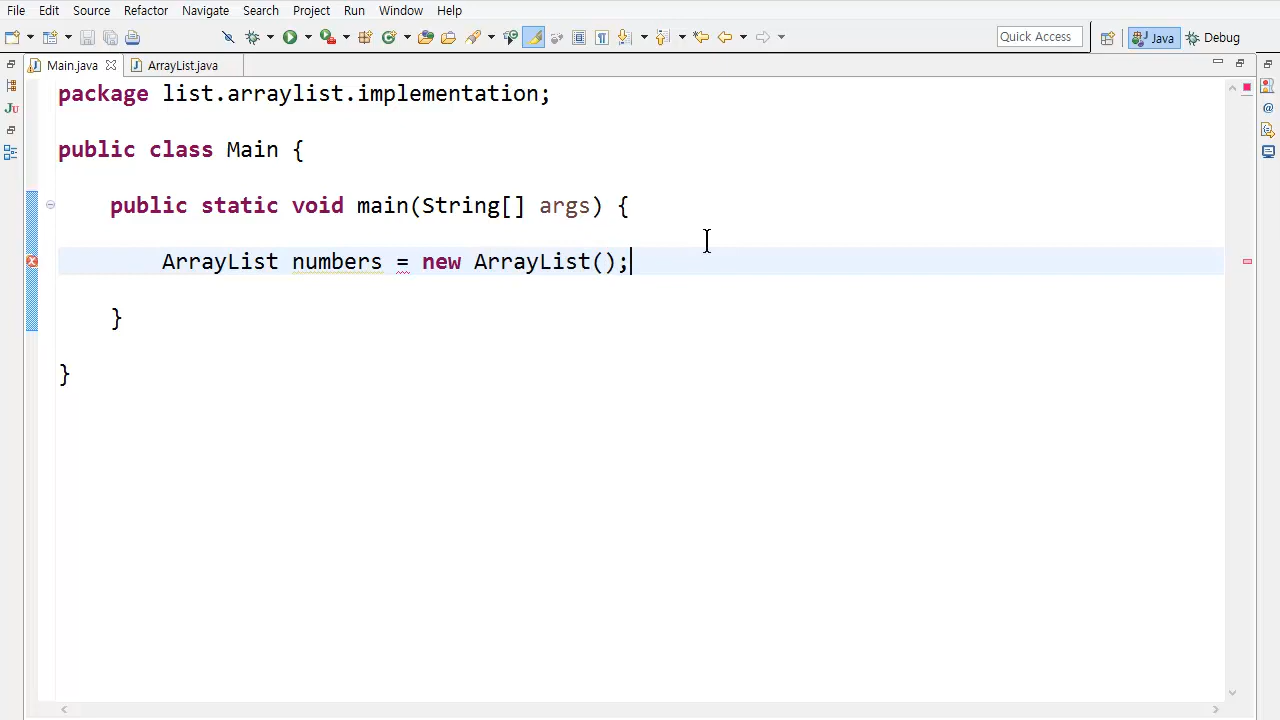 File Edit Source Refactor Navigate Search Project Run Window Help
Quick Access Java Debug
Main.java ArrayList.java
package list.arraylist.implementation;
public class Main {
public static void main(String[] args) {
ArrayList numbers = new ArrayList();
}
}